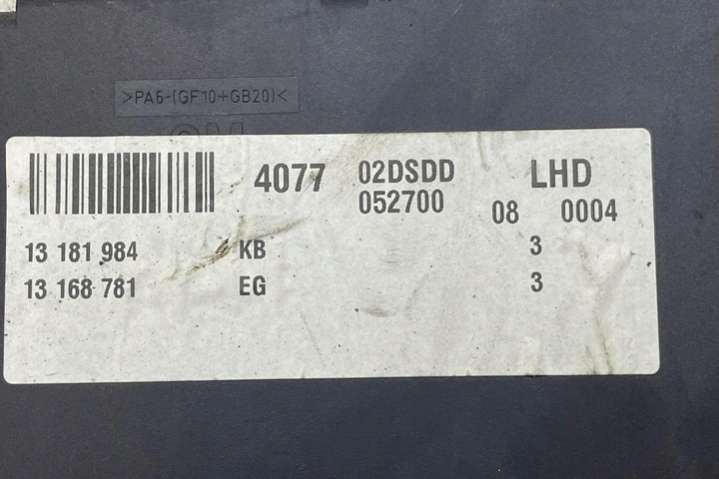 >PA6-(GF10+GB20)<
4077 02DSDD LHD
052700 08 0004
13 181 984 KB 3
13 168 781 EG 3